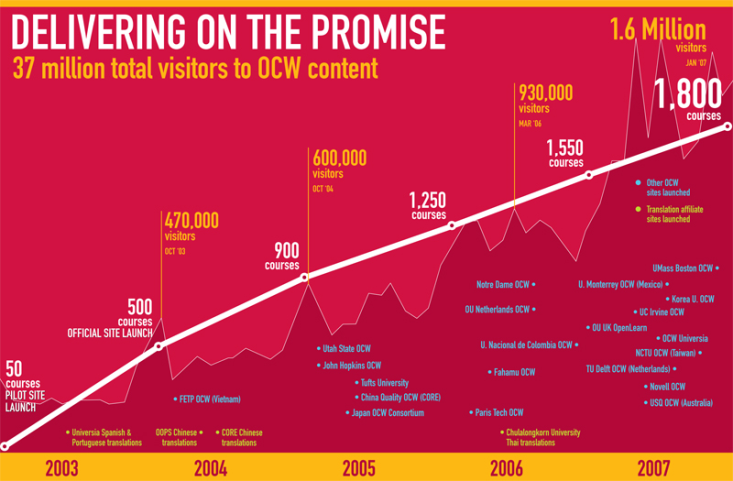 DELIVERING ON THE PROMISE
37 million total visitors to OCW content
1.6 Million
visitors
JAN '07
1,800
courses
930,000
visitors
MAR '06
1,550
courses
600,000
visitors
OCT '04
1,250
courses
470,000
visitors
OCT '03
900
courses
500
courses
OFFICIAL SITE LAUNCH
50
courses
PILOT SITE
LAUNCH
Other OCW
sites launched
Translation affiliate
sites launched
UMass Boston OCW
Notre Dame OCW
U. Monterrey OCW (Mexico)
Korea U. OCW
OU Netherlands OCW
UC Irvine OCW
OU UK OpenLearn
OCW Universia
U. Nacional de Colombia OCW
NCTU OCW (Taiwan)
Utah State OCW
John Hopkins OCW
Fahamu OCW
TU Delft OCW (Netherlands)
Tufts University
Novell OCW
China Quality OCW (CORE)
FETP OCW (Vietnam)
USQ OCW (Australia)
Japan OCW Consortium
Paris Tech OCW
Universia Spanish &
Portuguese translations
OOPS Chinese
translations
CORE Chinese
translations
Chulalongkorn University
Thai translations
2003
2004
2005
2006
2007